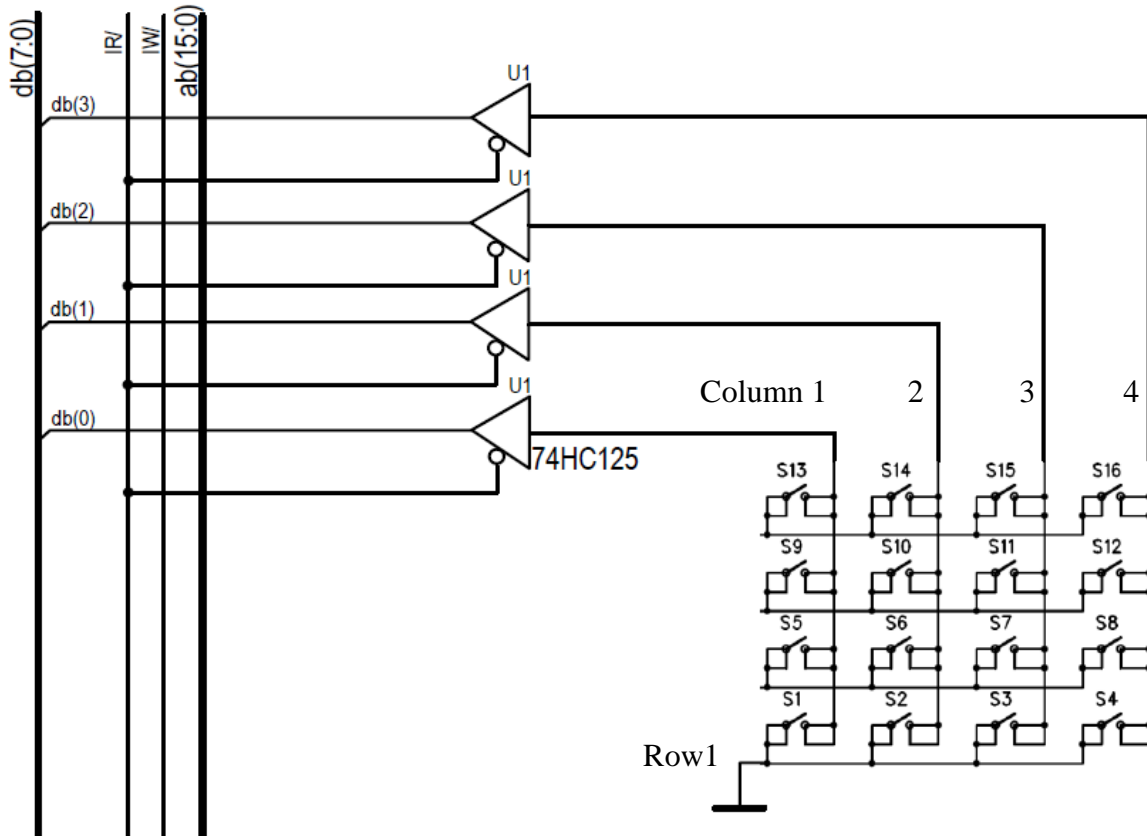 db(7:0)
IR/
IW/
ab(15:0)
U1
db(3)
U1
db(2)
U1
db(1)
U1
db(0)
74HC125
Column 1 2 3 4
S13 S14 S15 S16
S9 S10 S11 S12
S5 S6 S7 S8
S1 S2 S3 S4
Row1